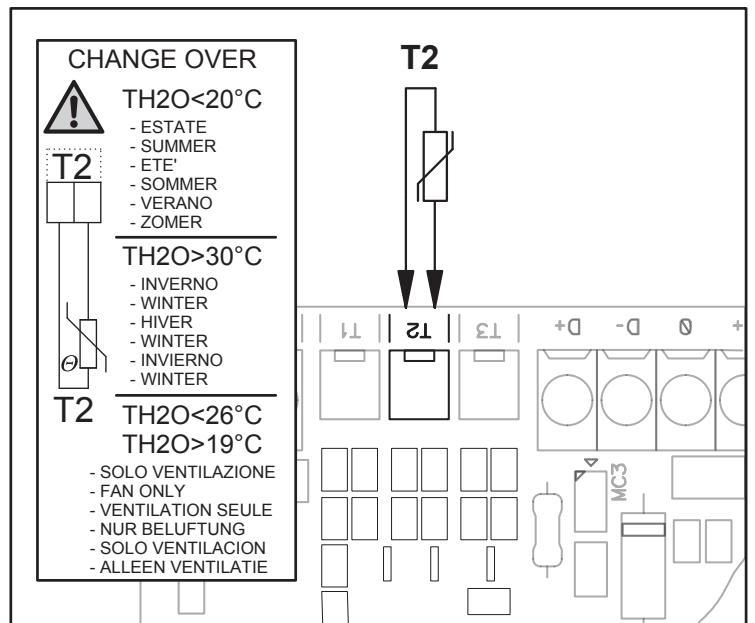 CHANGE OVER
TH2O<20°C
- ESTATE
- SUMMER
- ETE'
- SOMMER
- VERANO
- ZOMER
T2
TH2O>30°C
- INVERNO
- WINTER
- HIVER
- WINTER
- INVIERNO
- WINTER
Θ
T2
TH2O<26°C
TH2O>19°C
- SOLO VENTILAZIONE
- FAN ONLY
- VENTILATION SEULE
- NUR BELUFTUNG
- SOLO VENTILACION
- ALLEEN VENTILATIE
T2
T1
T2
T3
D+
D-
Ø
+
MC3